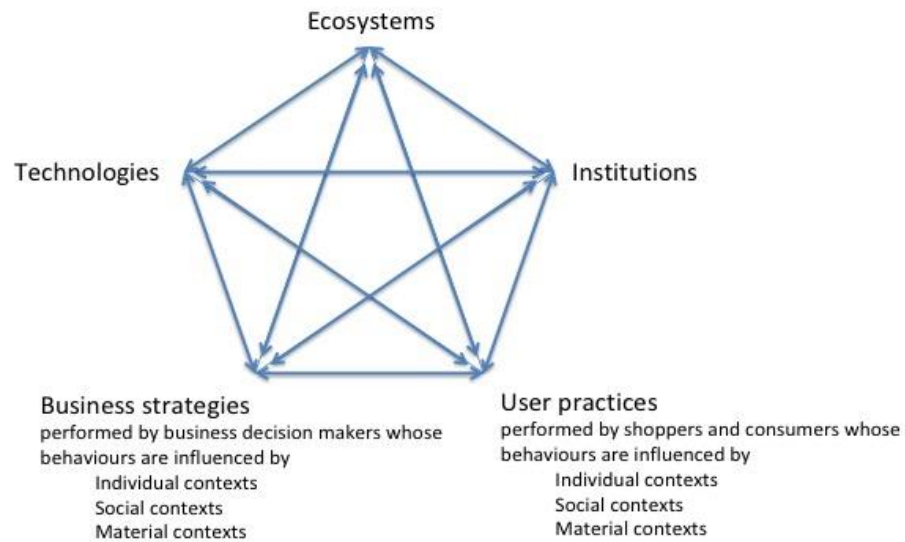 Ecosystems
Technologies
Institutions
Business strategies
performed by business decision makers whose
behaviours are influenced by
Individual contexts
Social contexts
Material contexts
User practices
performed by shoppers and consumers whose
behaviours are influenced by
Individual contexts
Social contexts
Material contexts